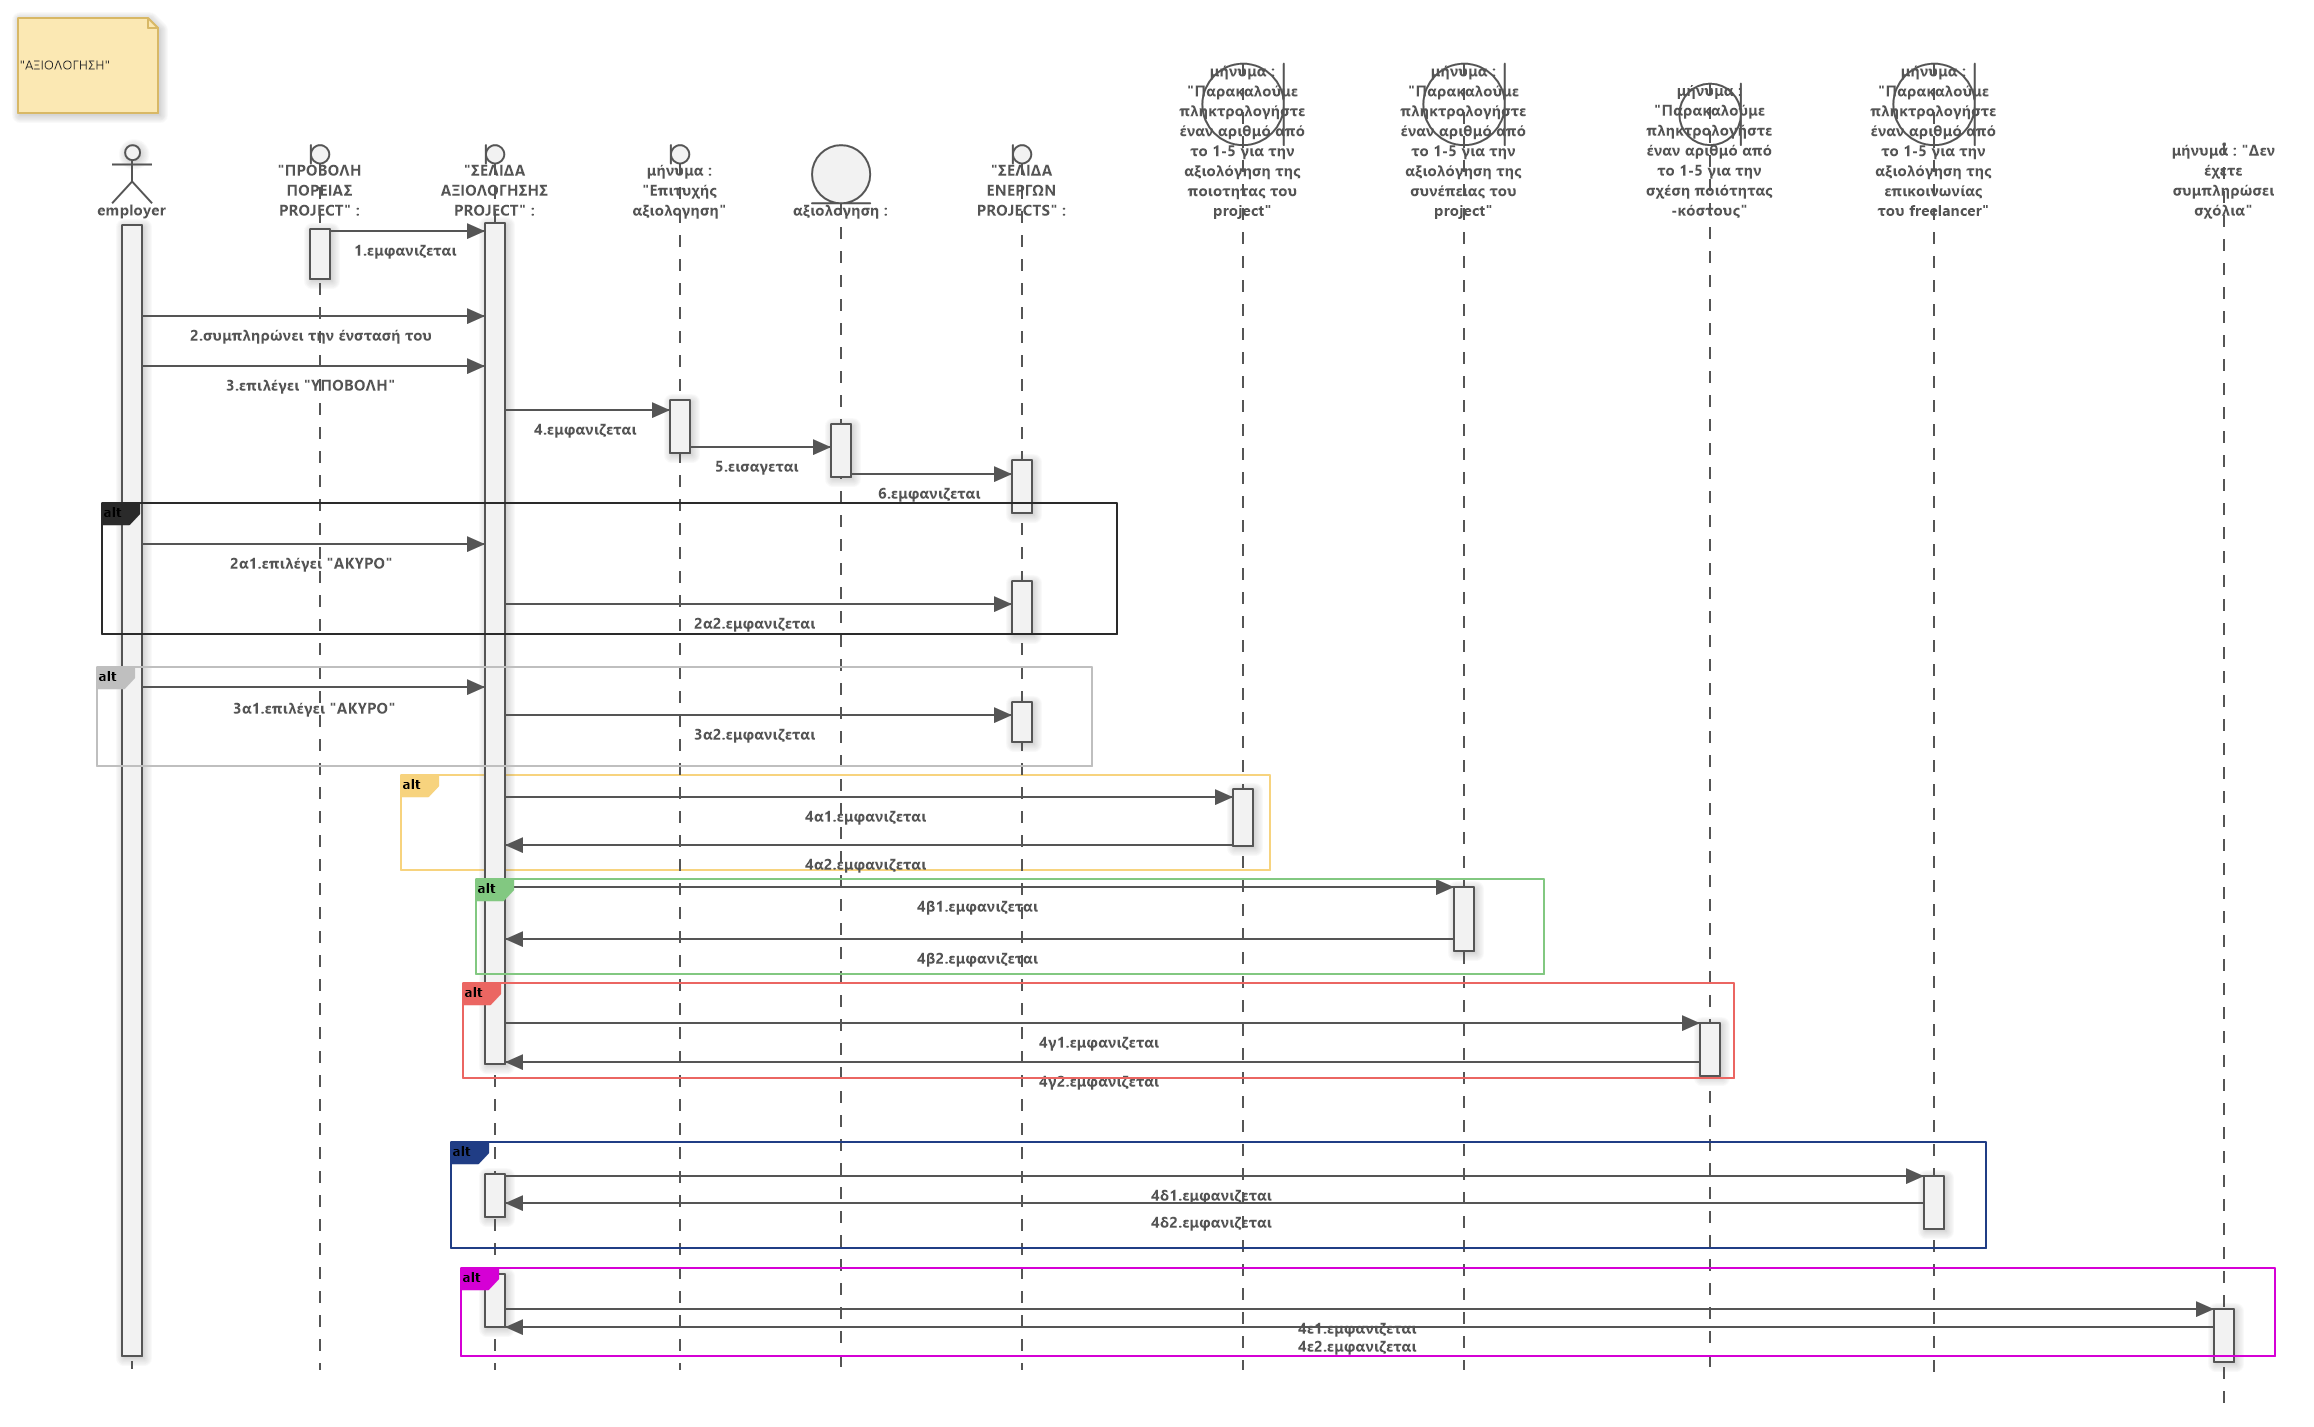 "ΑΞΙΟΛΟΓΗΣΗ"
employer
"ΠΡΟΒΟΛΗ
ΠΟΡΕΙΑΣ
PROJECT" :
"ΣΕΛΙΔΑ
ΑΞΙΟΛΟΓΗΣΗΣ
PROJECT" :
μήνυμα :
"Επιτυχής
αξιολογηση"
αξιολογηση :
"ΣΕΛΙΔΑ
ΕΝΕΡΓΩΝ
PROJECTS" :
μήνυμα :
"Παρακαλούμε
πληκτρολογήστε
έναν αριθμό από
το 1-5 για την
αξιολόγηση της
ποιοτητας του
project"
μήνυμα :
"Παρακαλούμε
πληκτρολογήστε
έναν αριθμό από
το 1-5 για την
αξιολόγηση της
συνέπειας του
project"
μήνυμα :
"Παρακαλούμε
πληκτρολογήστε
έναν αριθμό από
το 1-5 για την
σχέση ποιότητας
-κόστους"
μήνυμα :
"Παρακαλούμε
πληκτρολογήστε
έναν αριθμό από
το 1-5 για την
αξιολόγηση της
επικοινωνίας
του freelancer"
μήνυμα : "Δεν
έχετε
συμπληρώσει
σχόλια"
1.εμφανιζεται
2.συμπληρώνει την ένστασή του
3.επιλέγει "ΥΠΟΒΟΛΗ"
4.εμφανιζεται
5.εισαγεται
6.εμφανιζεται
alt
2α1.επιλέγει "ΑΚΥΡΟ"
2α2.εμφανιζεται
alt
3α1.επιλέγει "ΑΚΥΡΟ"
3α2.εμφανιζεται
alt
4α1.εμφανιζεται
4α2.εμφανιζεται
alt
4β1.εμφανιζεται
4β2.εμφανιζεται
alt
4γ1.εμφανιζεται
4γ2.εμφανιζεται
alt
4δ1.εμφανιζεται
4δ2.εμφανιζεται
alt
4ε1.εμφανιζεται
4ε2.εμφανιζεται